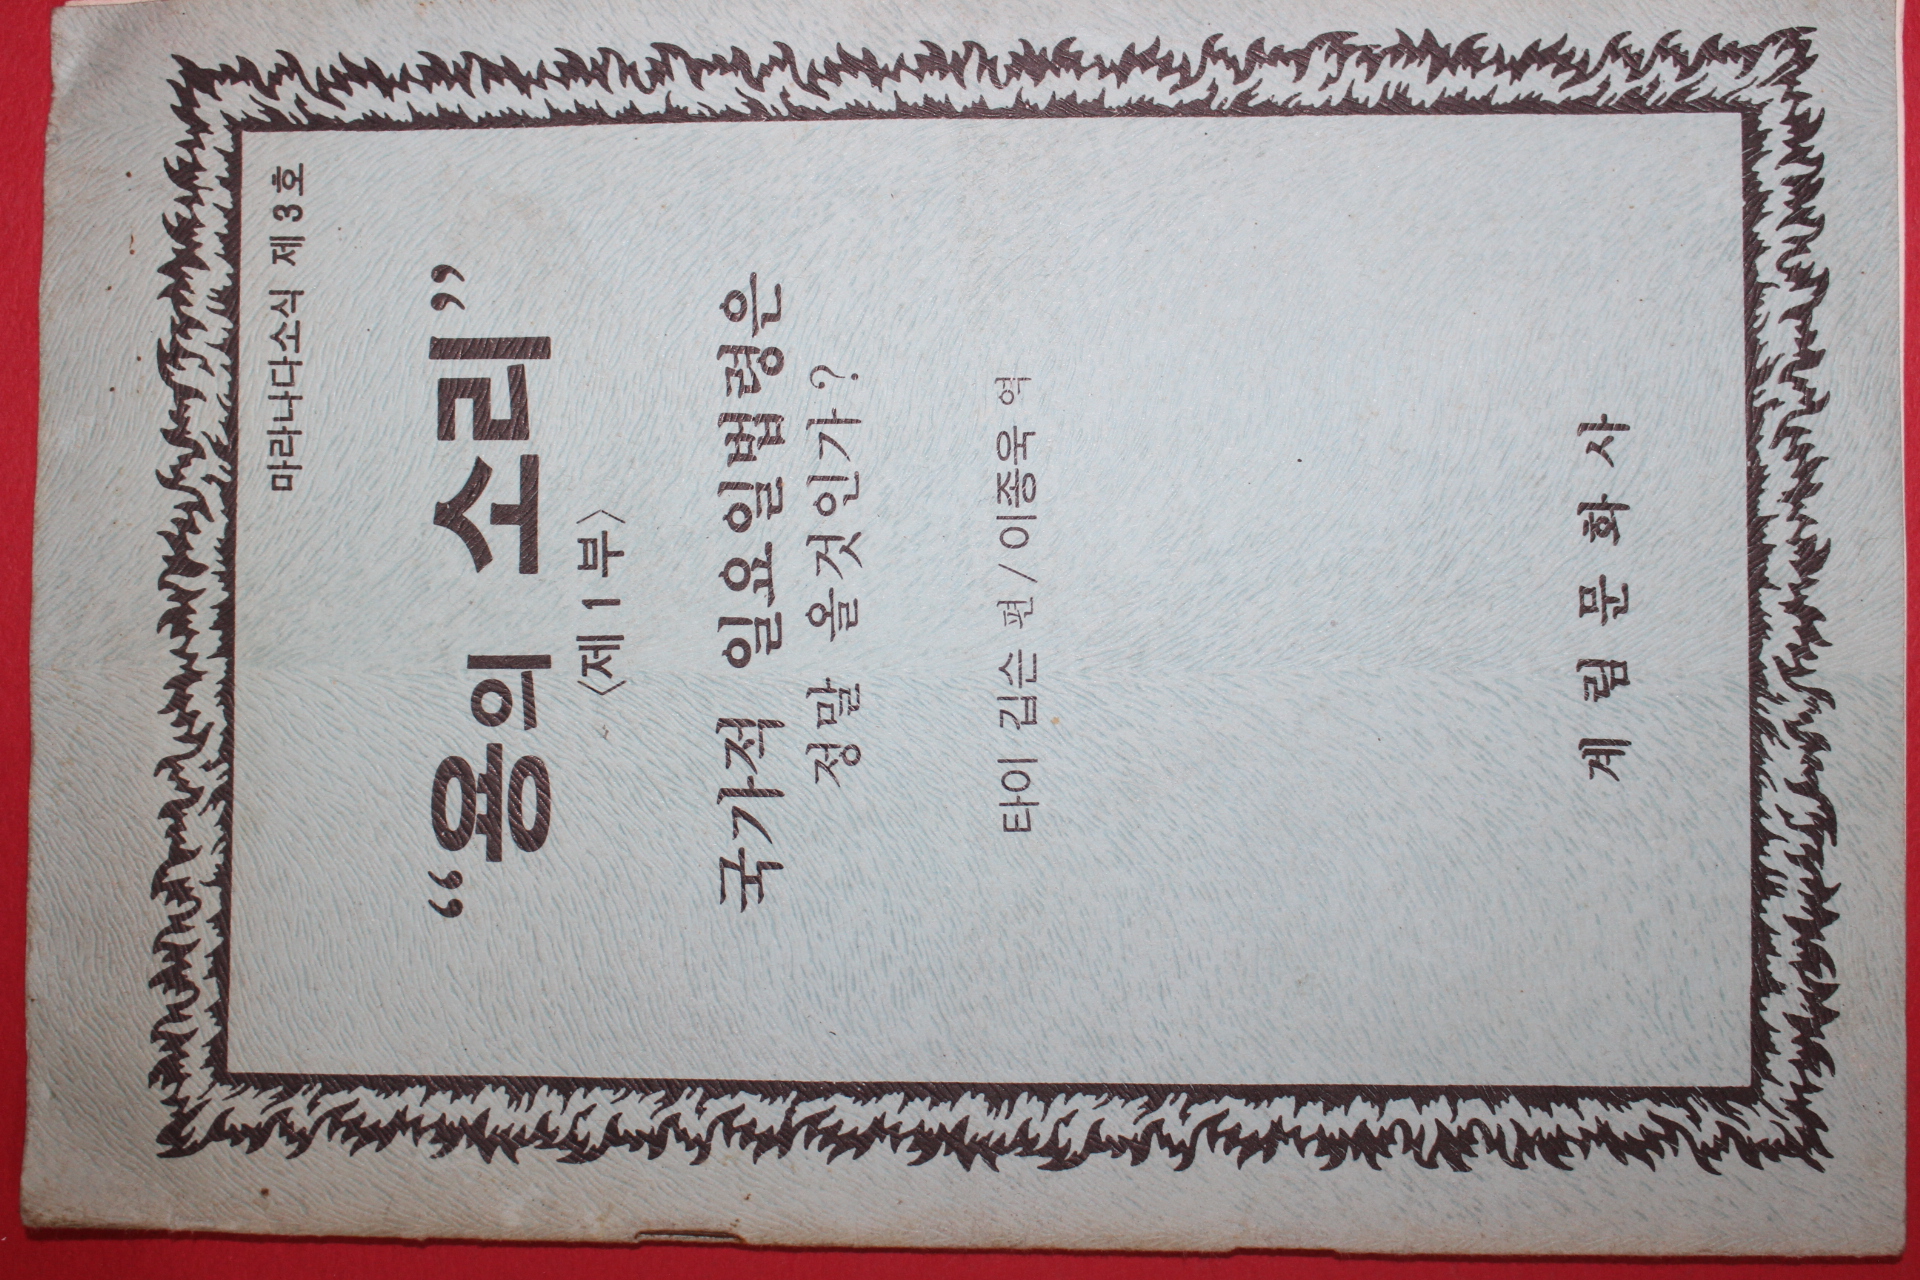 마라나다소식 제 3 호
“용의 소리”
〈제 1 부〉
국가적 일요일법령은
정말 올것인가?
타이 깁슨 편 / 이종욱 역
계림문화사